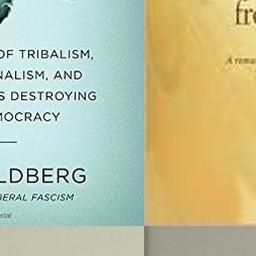 OF TRIBALISM,
NALISM, AND
S DESTROYING
MOCRACY
LDBERG
BERAL FASCISM
fr
A